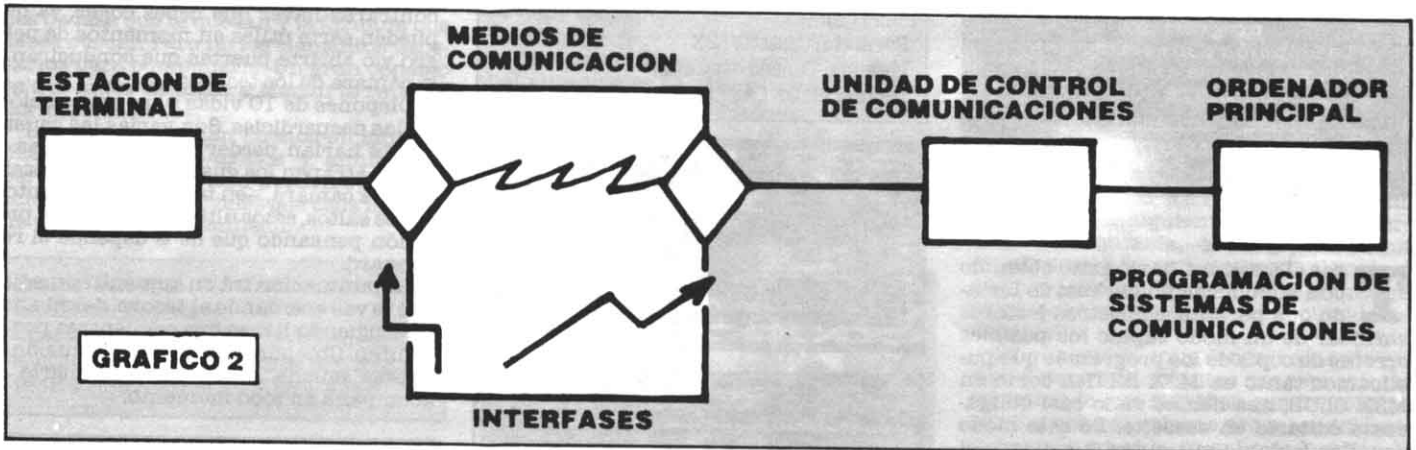 MEDIOS DE
COMUNICACION
ESTACION DE
TERMINAL
UNIDAD DE CONTROL
DE COMUNICACIONES
ORDENADOR
PRINCIPAL
PROGRAMACION DE
SISTEMAS DE
COMUNICACIONES
GRAFICO 2
INTERFASES